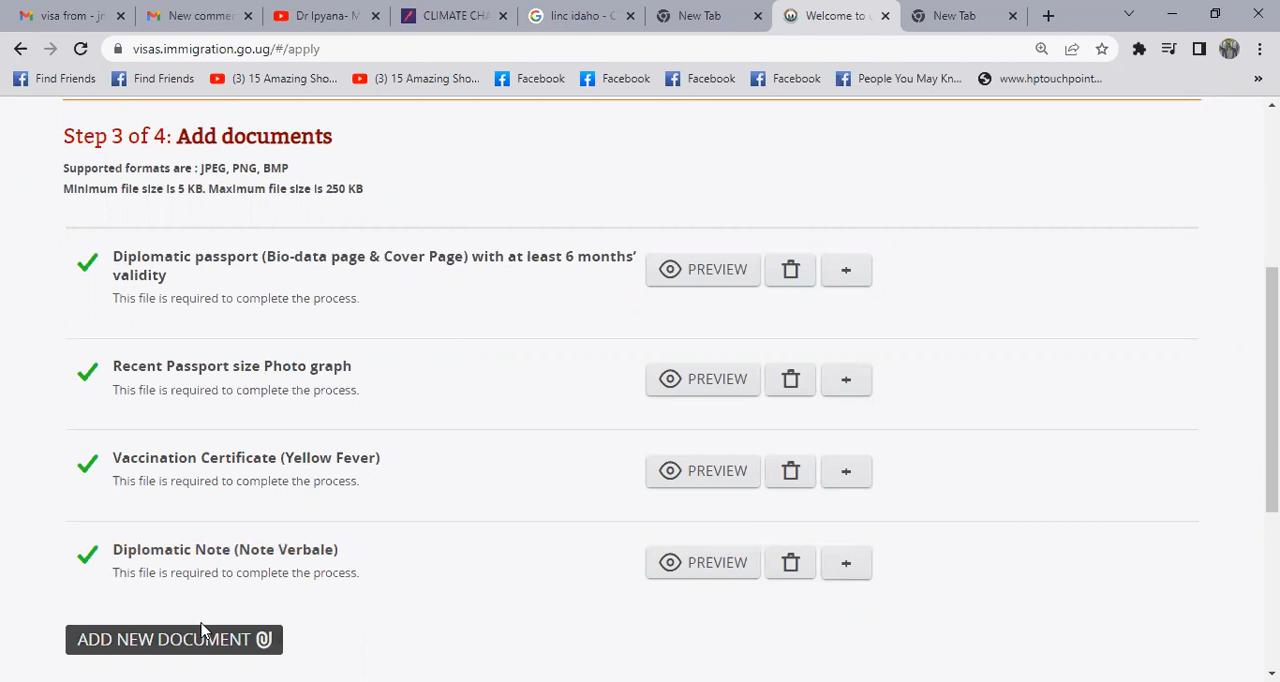 visa from - j
New comme
Dr Ipyana- M
CLIMATE CHA
linc idaho - C
New Tab
Welcome to
New Tab
visas.immigration.go.ug/#/apply
Find Friends
Find Friends
(3) 15 Amazing Sho...
(3) 15 Amazing Sho...
Facebook
Facebook
Facebook
Facebook
People You May Kn...
www.hptouchpoint...
»
Step 3 of 4: Add documents
Supported formats are : JPEG, PNG, BMP
Minimum file size is 5 KB. Maximum file size is 250 KB
Diplomatic passport (Bio-data page & Cover Page) with at least 6 months’
validity
This file is required to complete the process.
PREVIEW
+
Recent Passport size Photo graph
This file is required to complete the process.
PREVIEW
+
Vaccination Certificate (Yellow Fever)
This file is required to complete the process.
PREVIEW
+
Diplomatic Note (Note Verbale)
This file is required to complete the process.
PREVIEW
+
ADD NEW DOCUMENT